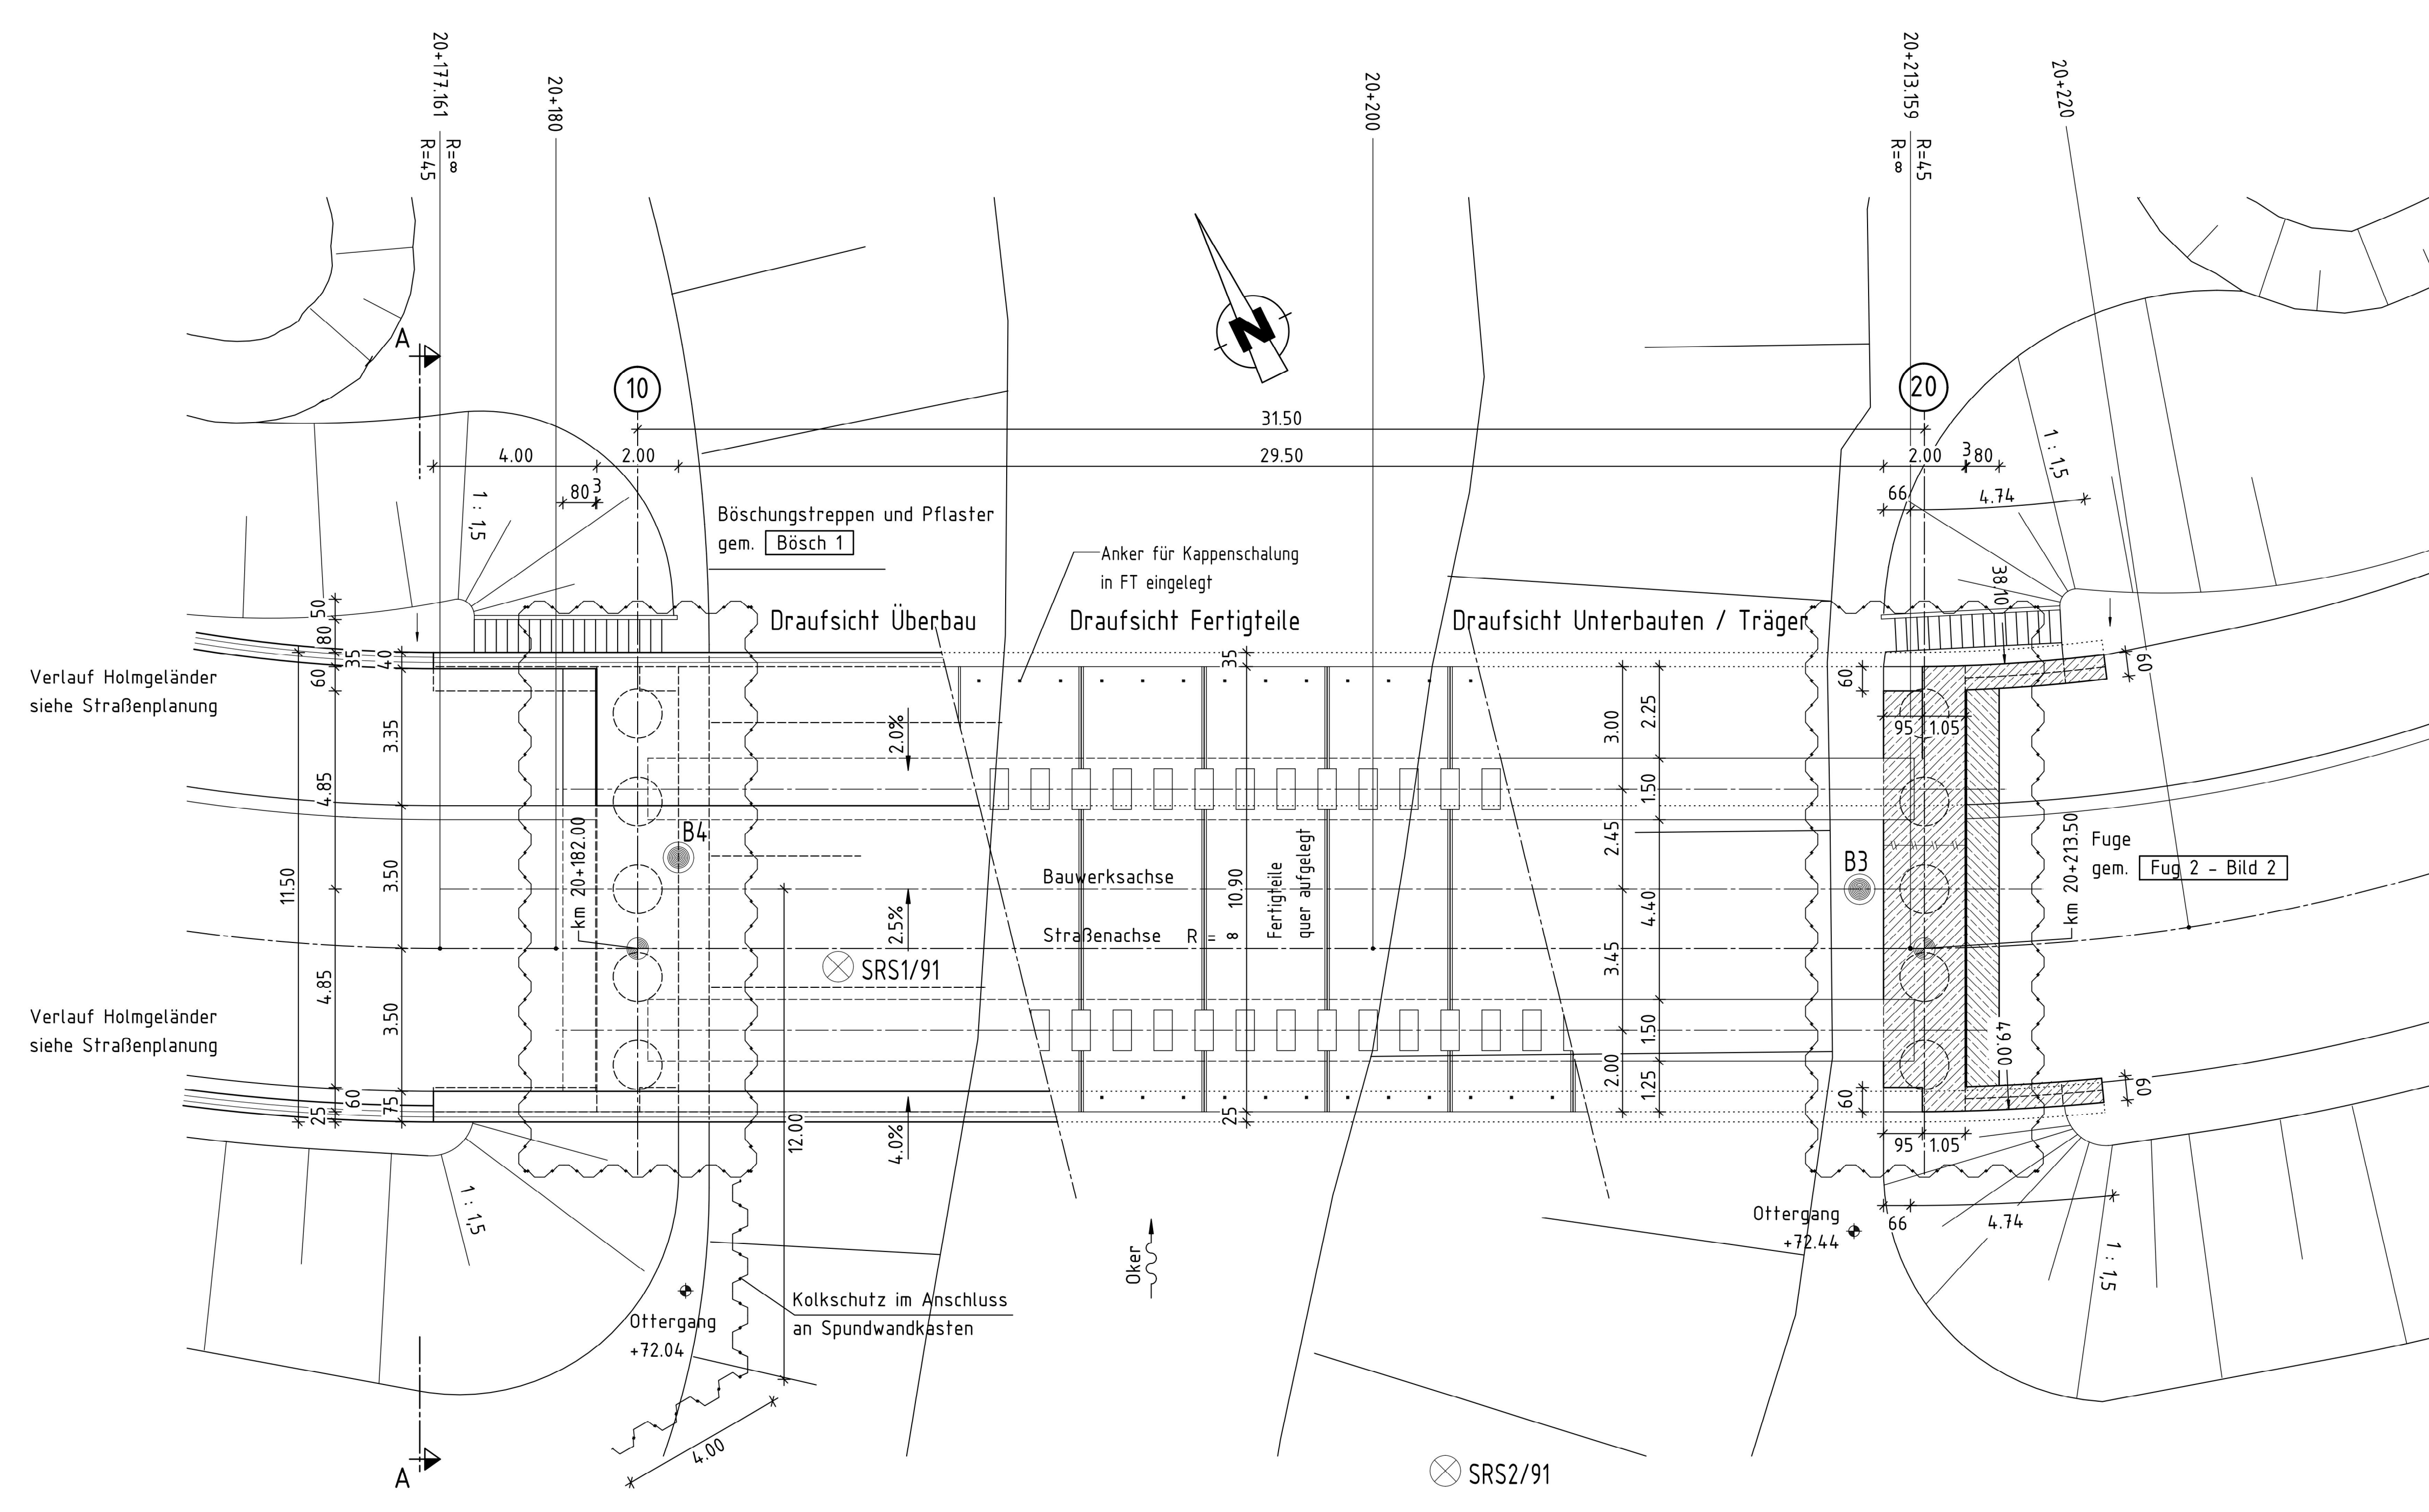 20+177.161
R=∞
R=45
20+180
20+200
20+213.159
R=45
R=∞
20+220
A
N
10
20
31.50
4.00
2.00
29.50
2.00
3
80
80
3
66
4.74
1 : 1,5
1 : 1,5
Böschungstreppen und Pflaster
gem. Bösch 1
Anker für Kappenschalung
in FT eingelegt
Draufsicht Überbau
Draufsicht Fertigteile
Draufsicht Unterbauten / Träger
38.10
50
80
35
40
60
35
60
60
Verlauf Holmgeländer
siehe Straßenplanung
3.35
2.0%
3.00
2.25
95
1.05
4.85
1.50
B4
km 20+182.00
2.45
B3
km 20+213.50
Fuge
gem. Fug 2 - Bild 2
11.50
3.50
Bauwerksachse
10.90
Fertigteile
quer aufgelegt
4.40
2.5%
Straßenachse R = ∞
3.45
SRS1/91
4.85
3.50
Verlauf Holmgeländer
siehe Straßenplanung
1.50
49.00
2.00
1.25
60
25
75
60
60
25
4.0%
12.00
95
1.05
1 : 1,5
Ottergang
+72.44
66
4.74
1 : 1,5
Oker
Kolkschutz im Anschluss
an Spundwandkasten
Ottergang
+72.04
4.00
A
SRS2/91